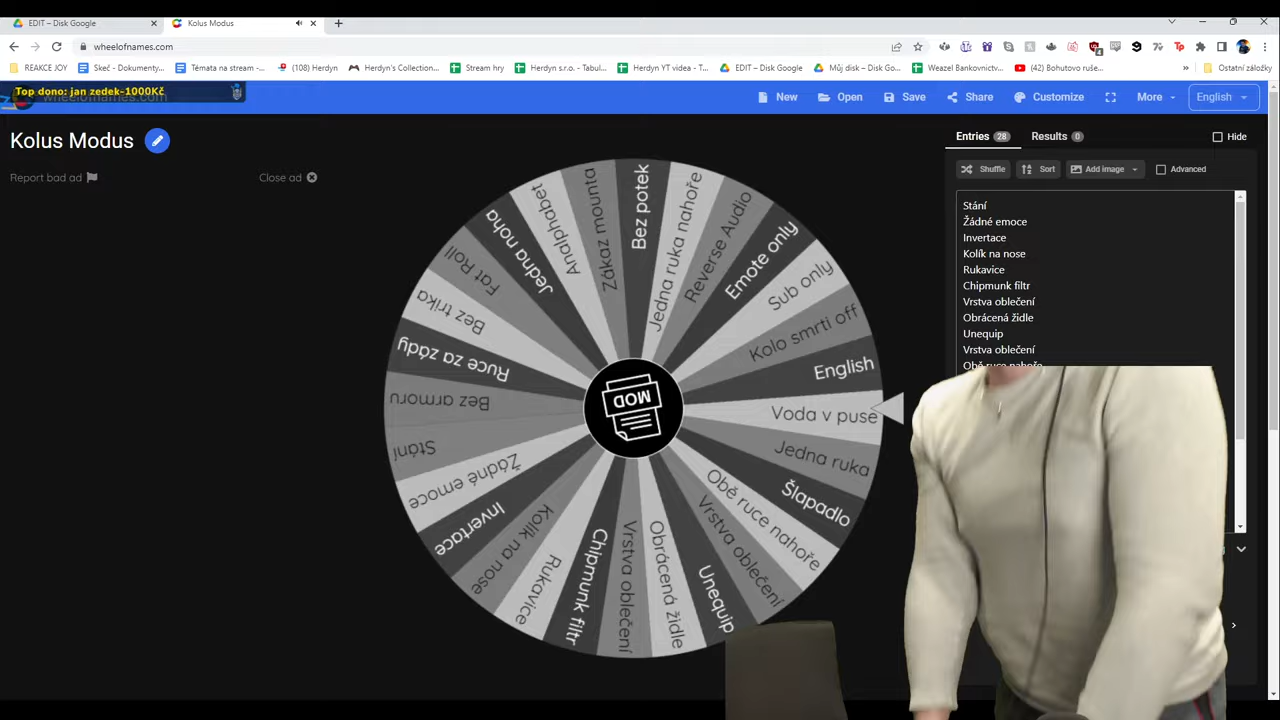 EDIT – Disk Google
Kolus Modus
wheelofnames.com
REAKCE JOY
Skeč - Dokumenty...
Témata na stream...
(108) Herdyn
Herdyn's Collection...
Stream hry
Herdyn s.r.o. - Tabul...
Herdyn YT videa - T...
EDIT – Disk Google
Můj disk – Disk Go...
Weazel Bankovnictv...
(42) Bohutovo ruše...
»
Ostatní záložky
Top dono: jan zedek-1000Kč
wheelofnames.com
New
Open
Save
Share
Customize
More
English
Kolus Modus
Report bad ad
Close ad
Entries 28
Results 0
Hide
Shuffle
Sort
Add image
Advanced
Stání
Žádné emoce
Invertace
Kolík na nose
Rukavice
Chipmunk filtr
Vrstva oblečení
Obrácená židle
Unequip
Vrstva oblečení
Obě ruce nahoře
Bez potek
Jedna ruka nahoře
Reverse Audio
Emote only
Sub only
Kolo smrti off
English
Voda v puse
Jedna ruka
Šlapadlo
Obě ruce nahoře
Vrstva oblečení
Unequip
Obrácená židle
Vrstva oblečení
Chipmunk filtr
Rukavice
Kolík na nose
Invertace
Žádné emoce
Stání
Bez armoru
Ruce za zády
Bez trika
Fat Roll
Jedna noha
Analphabet
Zákaz mounta
MOD